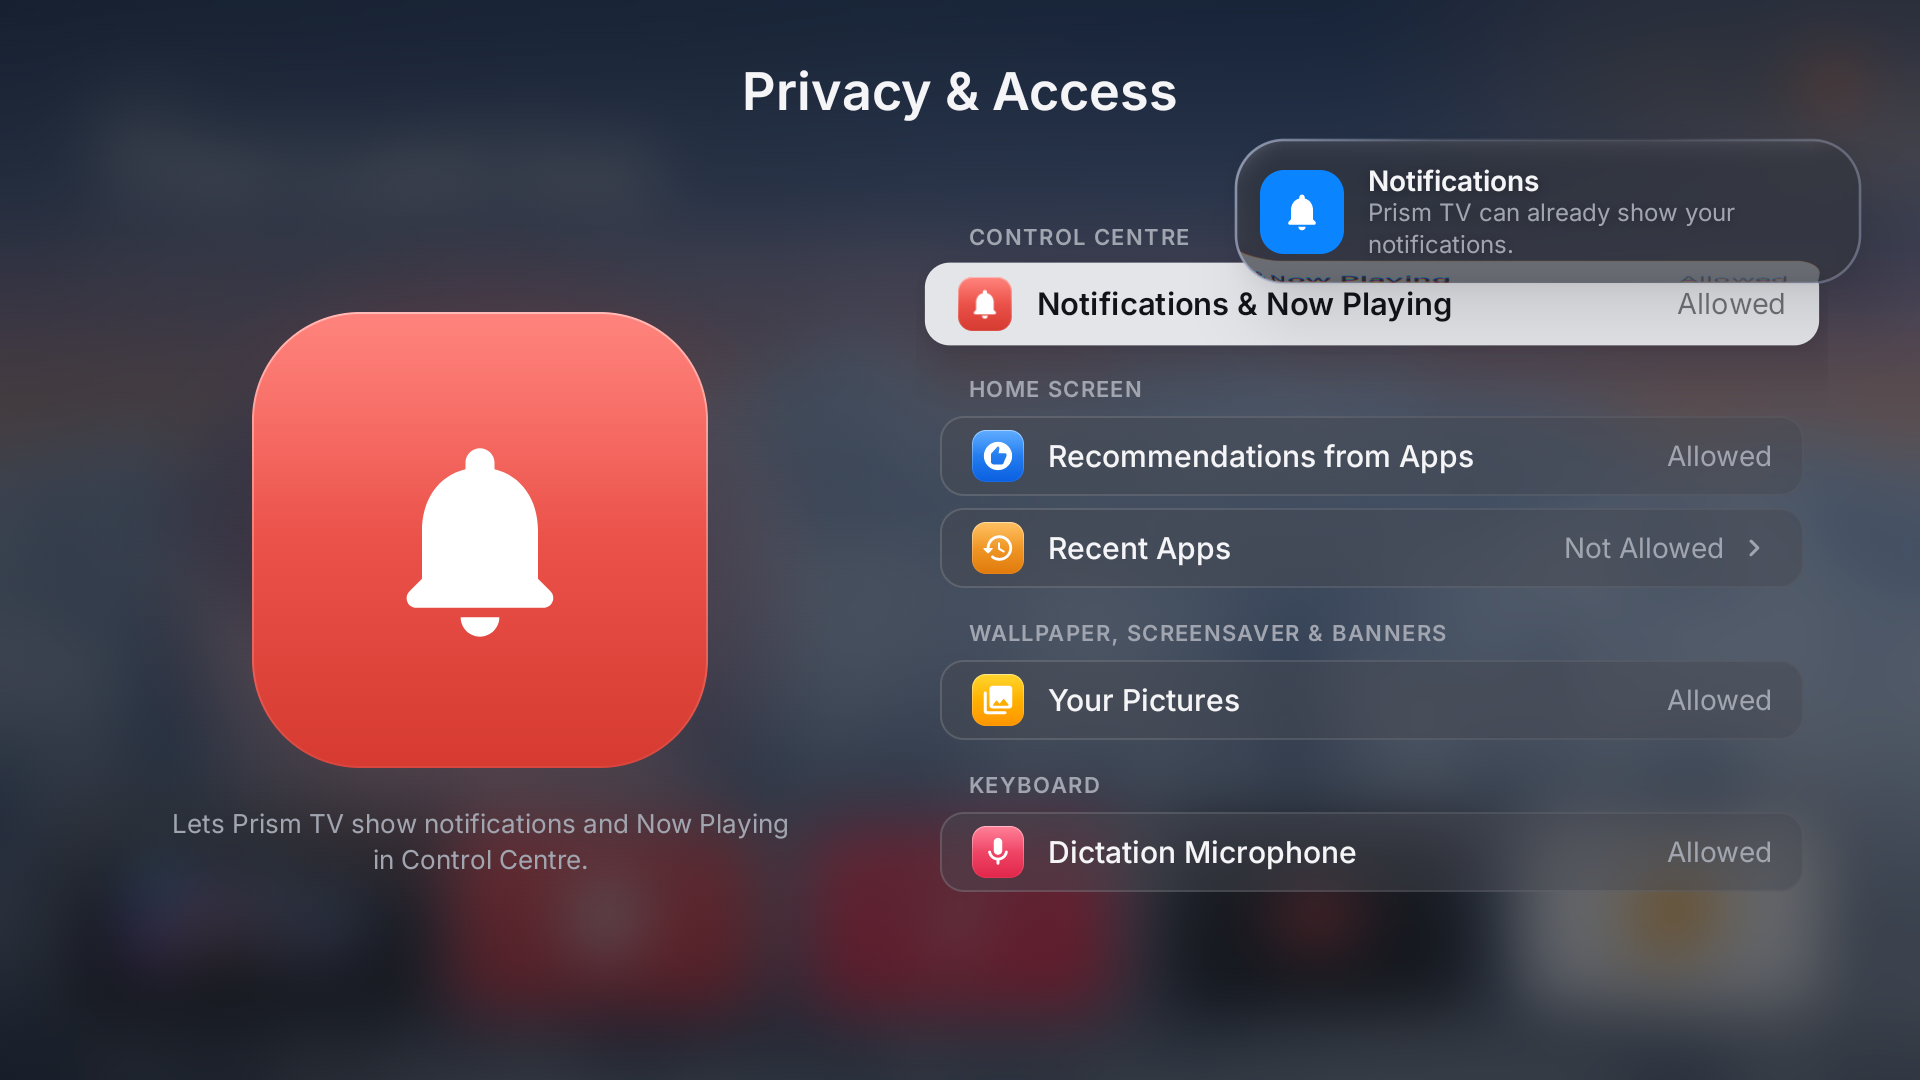 Privacy & Access
Notifications
Prism TV can already show your
notifications.
CONTROL CENTRE
Notifications & Now Playing
Allowed
HOME SCREEN
Recommendations from Apps
Allowed
Recent Apps
Not Allowed
WALLPAPER, SCREENSAVER & BANNERS
Your Pictures
Allowed
KEYBOARD
Dictation Microphone
Allowed
Lets Prism TV show notifications and Now Playing
in Control Centre.